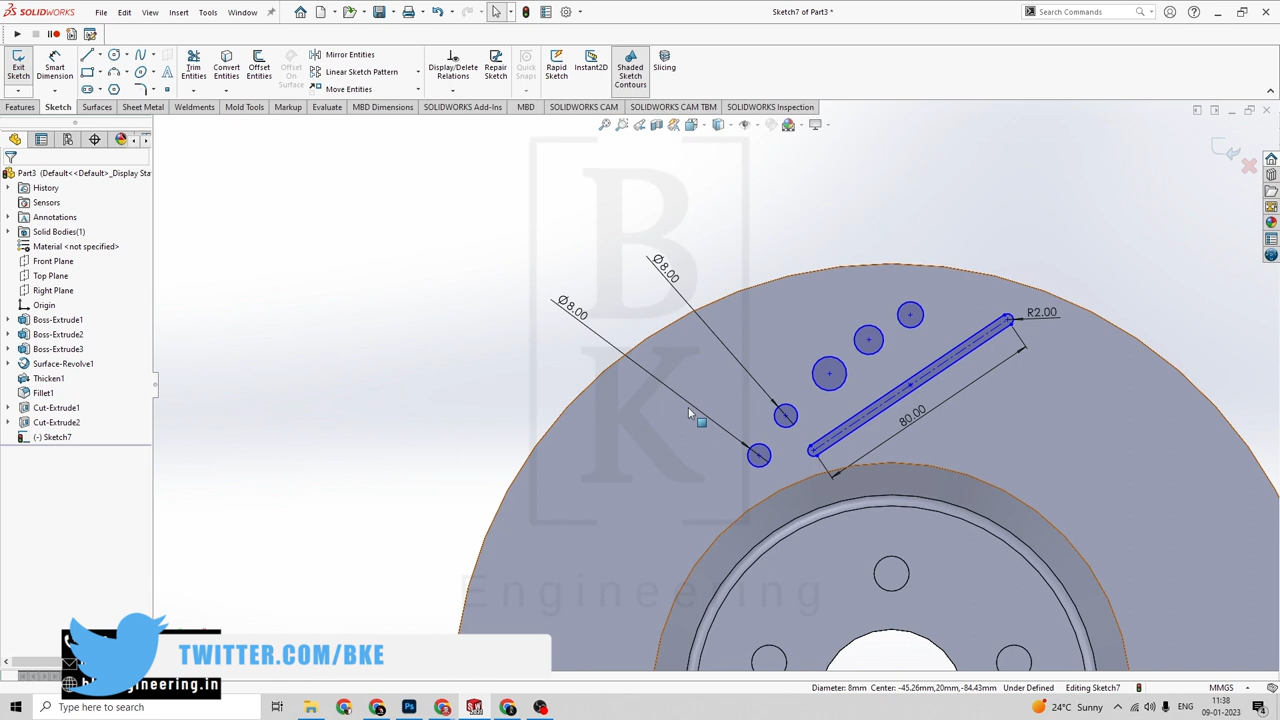 SOLIDWORKS
File
Edit
View
Insert
Tools
Window
Sketch7 of Part3 *
Search Commands
Exit Sketch
Smart Dimension
Trim Entities
Convert Entities
Offset Entities
Offset On Surface
Mirror Entities
Linear Sketch Pattern
Move Entities
Display/Delete Relations
Repair Sketch
Quick Snaps
Rapid Sketch
Instant2D
Shaded Sketch Contours
Slicing
Features
Sketch
Surfaces
Sheet Metal
Weldments
Mold Tools
Markup
Evaluate
MBD Dimensions
SOLIDWORKS Add-Ins
MBD
SOLIDWORKS CAM
SOLIDWORKS CAM TBM
SOLIDWORKS Inspection
Part3 (Default<<Default>_Display Sta
History
Sensors
Annotations
Solid Bodies(1)
Material <not specified>
Front Plane
Top Plane
Right Plane
Origin
Boss-Extrude1
Boss-Extrude2
Boss-Extrude3
Surface-Revolve1
Thicken1
Fillet1
Cut-Extrude1
Cut-Extrude2
(-) Sketch7
B
K
Engineering
Ø8.00
Ø8.00
R2.00
80.00
TWITTER.COM/BKE
engineering.in
Diameter: 8mm Center: -45.26mm,20mm,-84.43mm
Under Defined
Editing Sketch7
MMGS
Type here to search
24°C Sunny
ENG
11:38
09-01-2023